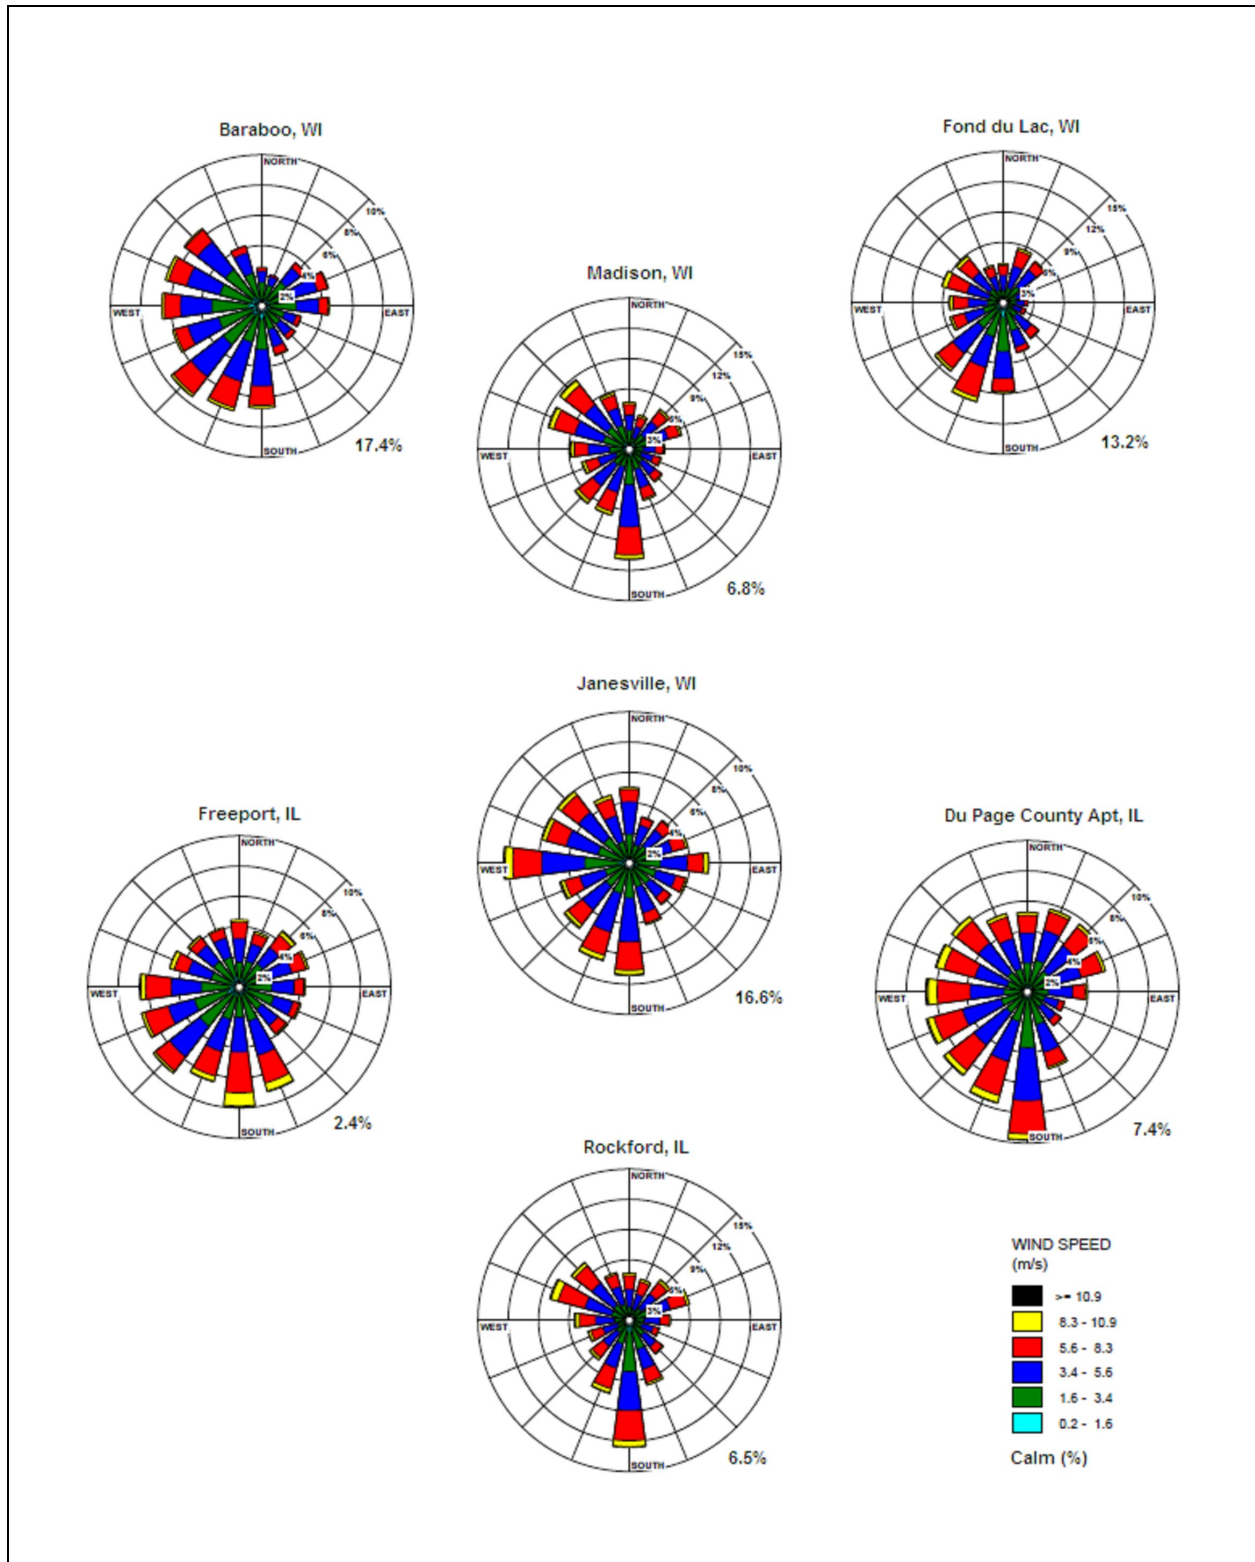 Baraboo, WI
NORTH
10%
8%
6%
4%
2%
WEST
EAST
SOUTH
17.4%
Fond du Lac, WI
NORTH
15%
12%
9%
6%
3%
WEST
EAST
SOUTH
13.2%
Madison, WI
NORTH
15%
12%
9%
6%
3%
WEST
EAST
SOUTH
6.8%
Janesville, WI
NORTH
10%
8%
6%
4%
2%
WEST
EAST
SOUTH
16.6%
Freeport, IL
NORTH
10%
8%
6%
4%
2%
WEST
EAST
SOUTH
2.4%
Du Page County Apt, IL
NORTH
10%
8%
6%
4%
2%
WEST
EAST
SOUTH
7.4%
Rockford, IL
NORTH
15%
12%
9%
6%
3%
WEST
EAST
SOUTH
6.5%
WIND SPEED
(m/s)
>= 10.9
8.3 - 10.9
5.6 - 8.3
3.4 - 5.6
1.6 - 3.4
0.2 - 1.6
Calm (%)